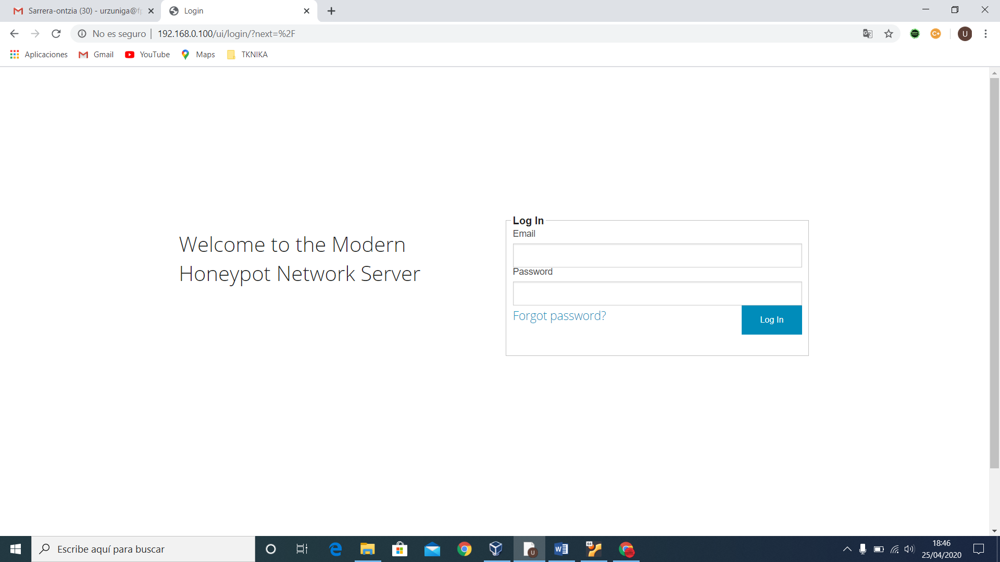 Sarrera-ontzia (30) - urzuniga@fp
Login
No es seguro
192.168.0.100/ui/login/?next=%2F
C+
U
Aplicaciones
Gmail
YouTube
Maps
TKNIKA
Welcome to the Modern
Honeypot Network Server
Log In
Email
Password
Forgot password?
Log In
Escribe aquí para buscar
U
64
18:46
25/04/2020